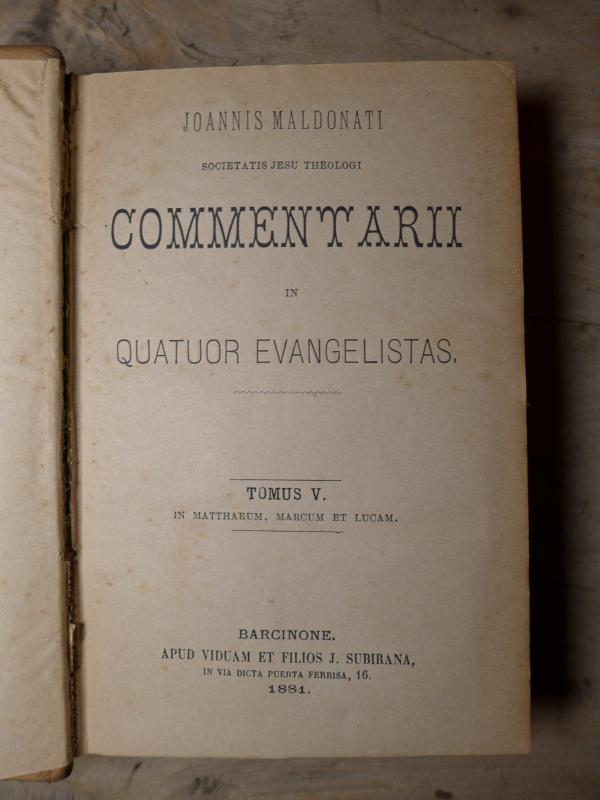 JOANNIS MALDONATI
SOCIETATIS JESU THEOLOGI
COMMENTARII
IN
QUATUOR EVANGELISTAS.
TOMUS V.
IN MATTHAEUM, MARCUM ET LUCAM.
BARCINONE.
APUD VIDUAM ET FILIOS J. SUBIRANA,
IN VIA DICTA PUERTA FERRISA, 16.
1881.